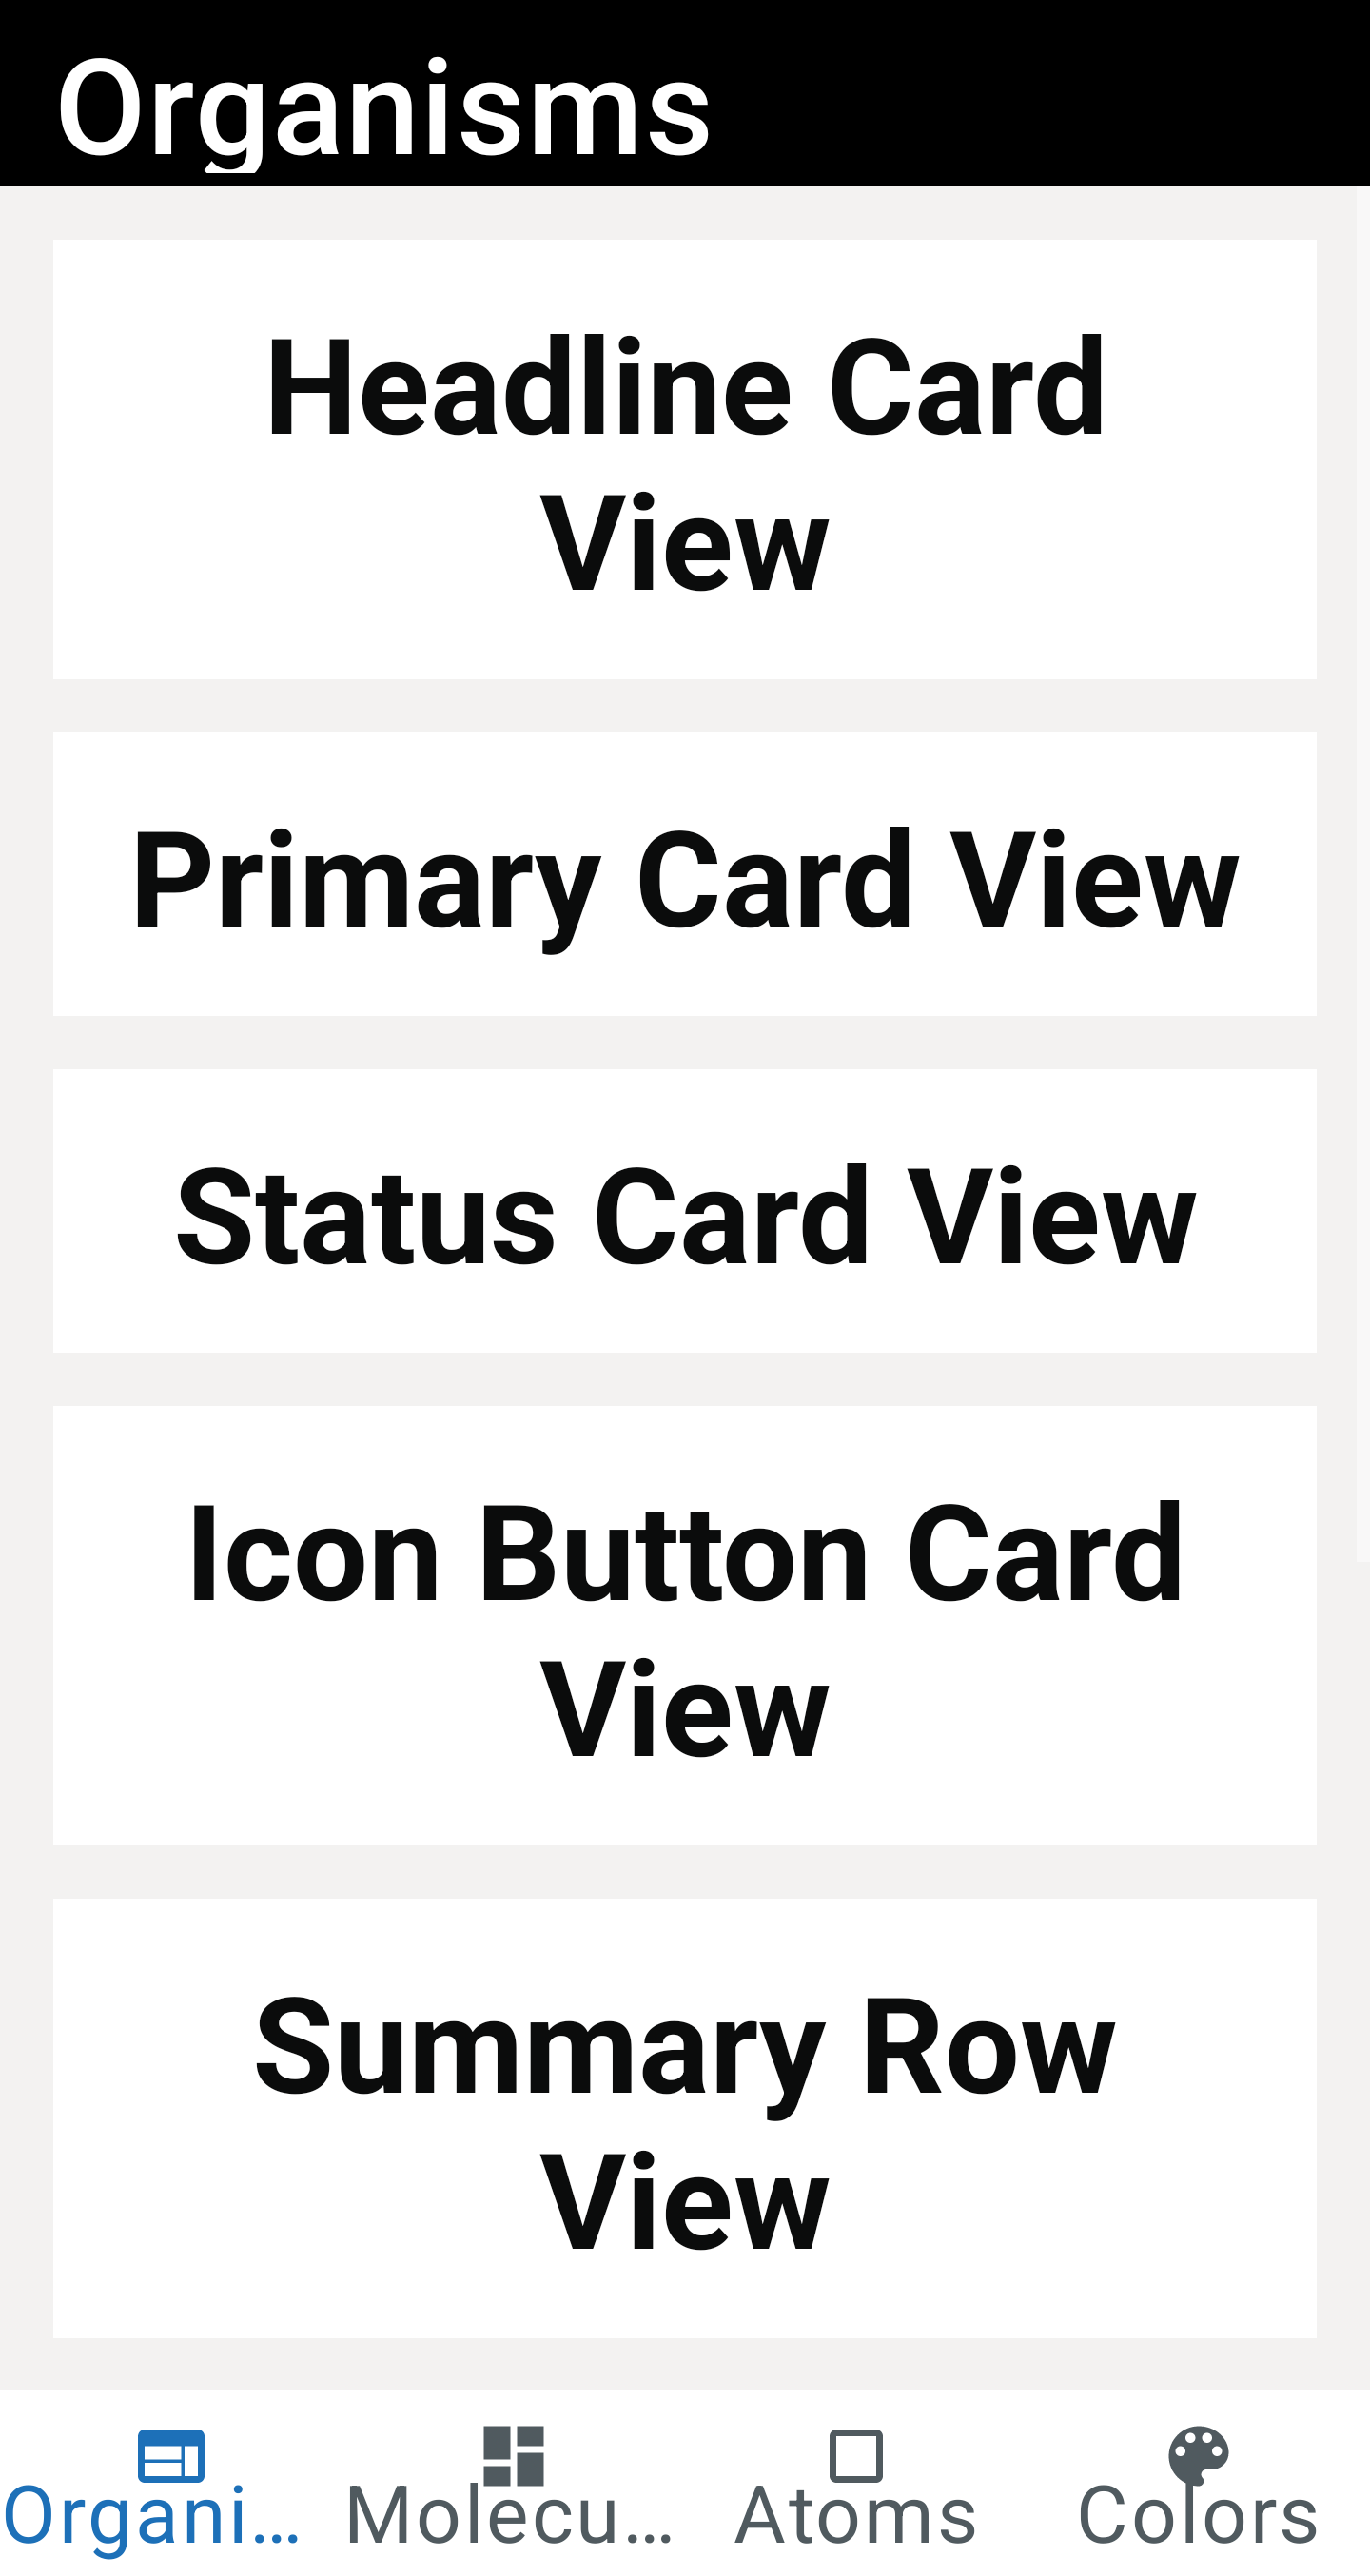 Organisms
Headline Card
View
Primary Card View
Status Card View
Icon Button Card
View
Summary Row
View
Organi...
Molecu...
Atoms
Colors